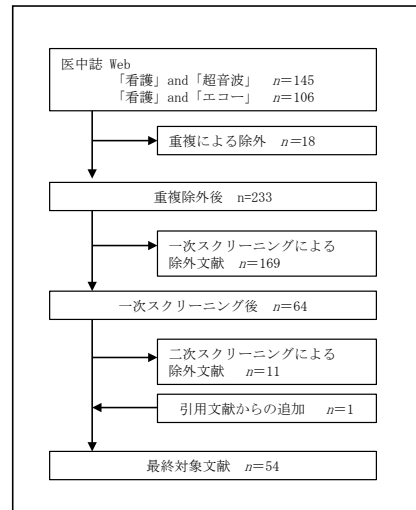 医中誌 Web
「看護」and「超音波」 n＝145
「看護」and「エコー」 n＝106
重複による除外 n＝18
重複除外後 n=233
一次スクリーニングによる
除外文献 n＝169
一次スクリーニング後 n＝64
二次スクリーニングによる
除外文献 n＝11
引用文献からの追加 n＝1
最終対象文献 n＝54